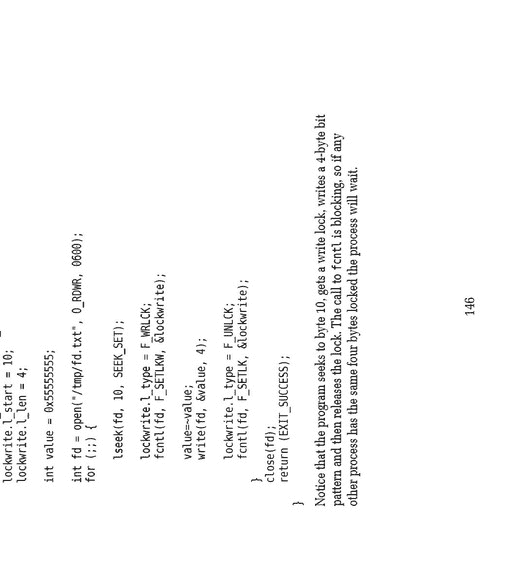 lockwrite.l_start = 10;
lockwrite.l_len = 4;
int value = 0x55555555;
int fd = open("/tmp/fd.txt", O_RDWR, 0600);
for (;;) {
lseek(fd, 10, SEEK_SET);
lockwrite.l_type = F_WRLCK;
fcntl(fd, F_SETLKW, &lockwrite);
value=~value;
write(fd, &value, 4);
lockwrite.l_type = F_UNLCK;
fcntl(fd, F_SETLK, &lockwrite);
}
close(fd);
return (EXIT_SUCCESS);
}
Notice that the program seeks to byte 10, gets a write lock, writes a 4-byte bit
pattern and then releases the lock. The call to fcntl is blocking, so if any
other process has the same four bytes locked the process will wait.
146